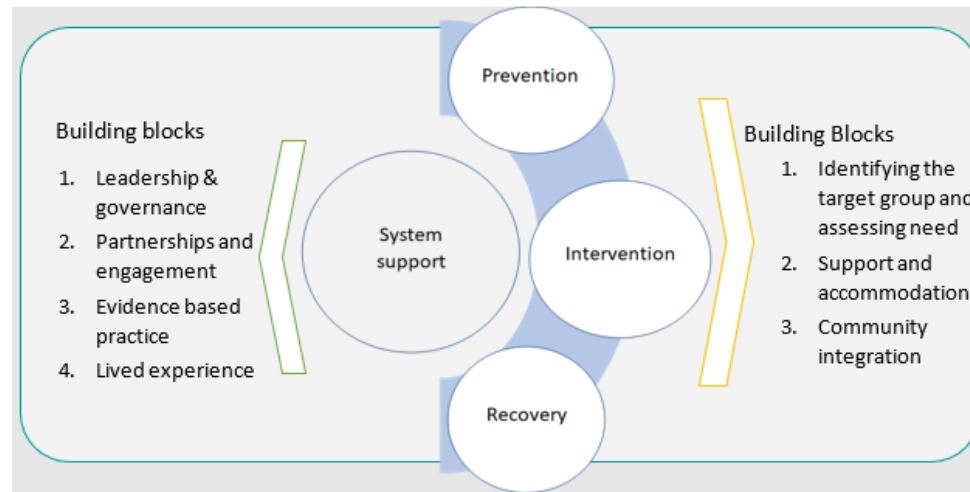 Prevention
Building blocks
1. Leadership &
governance
2. Partnerships and
engagement
3. Evidence based
practice
4. Lived experience
System
support
Intervention
Recovery
Building Blocks
1. Identifying the
target group and
assessing need
2. Support and
accommodation
3. Community
integration